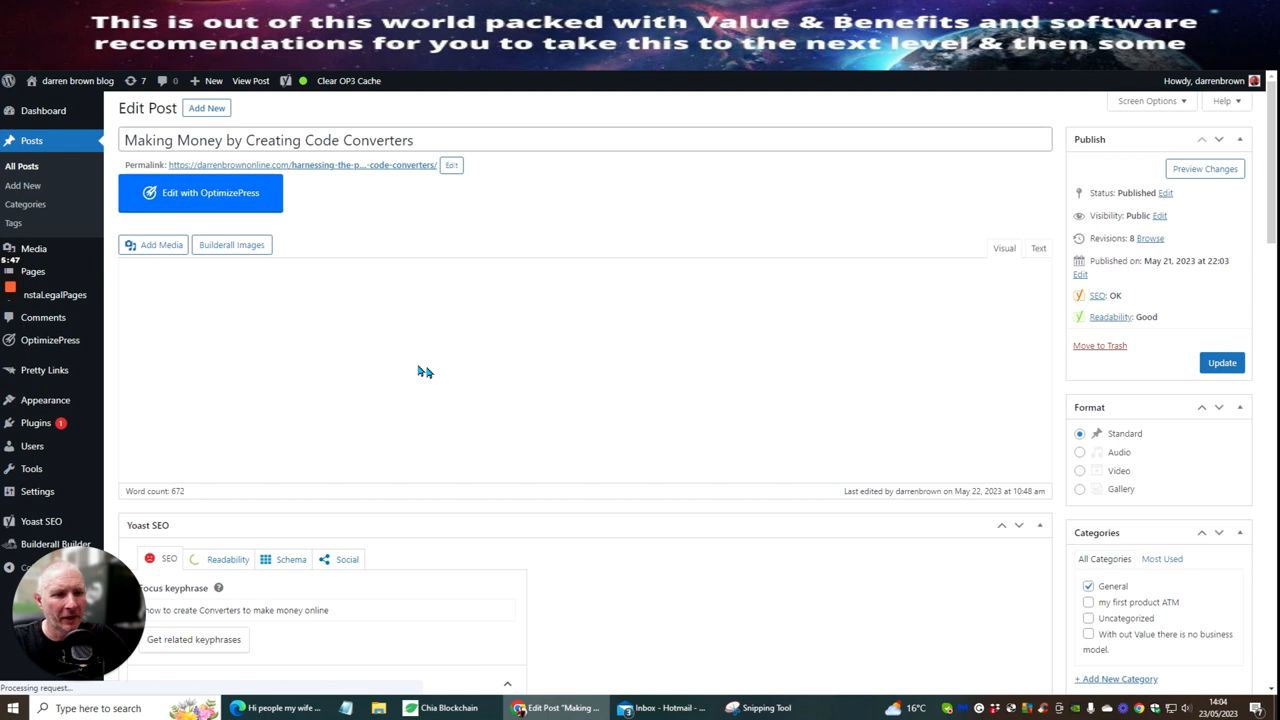 This is out of this world packed with Value & Benefits and software
recomendations for you to take this to the next level & then some
darren brown blog
7
0
New
View Post
Clear OP3 Cache
Howdy, darrenbrown
Dashboard
Posts
All Posts
Add New
Categories
Tags
Media
5:47
Pages
nstaLegalPages
Comments
OptimizePress
Pretty Links
Appearance
Plugins 1
Users
Tools
Settings
Yoast SEO
Builderall Builder
Edit Post
Add New
Screen Options
Help
Making Money by Creating Code Converters
Permalink: https://darrenbrownonline.com/harnessing-the-p...-code-converters/ Edit
Edit with OptimizePress
Add Media
Builderall Images
Visual
Text
Word count: 672
Last edited by darrenbrown on May 22, 2023 at 10:48 am
Yoast SEO
SEO
Readability
Schema
Social
Focus keyphrase
how to create Converters to make money online
Get related keyphrases
Publish
Preview Changes
Status: Published Edit
Visibility: Public Edit
Revisions: 8 Browse
Published on: May 21, 2023 at 22:03
Edit
SEO: OK
Readability: Good
Move to Trash
Update
Format
Standard
Audio
Video
Gallery
Categories
All Categories
Most Used
General
my first product ATM
Uncategorized
With out Value there is no business
model.
+ Add New Category
Processing request...
Type here to search
Hi people my wife ...
Chia Blockchain
Edit Post "Making ...
Inbox - Hotmail - ...
Snipping Tool
16°C
14:04
23/05/2023